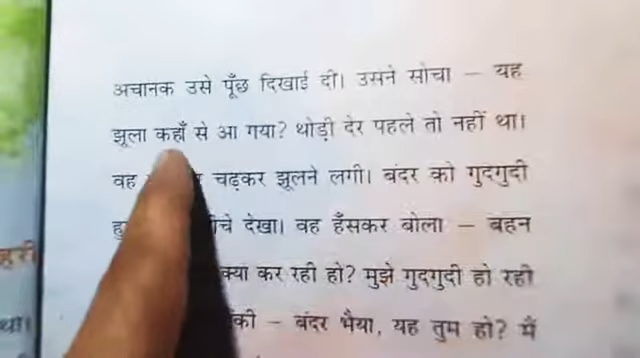 अचानक उसे पूँछ दिखाई दी। उसने सोचा – यह
झूला कहाँ से आ गया? थोड़ी देर पहले तो नहीं था।
वह चढ़कर झूलने लगी। बंदर को गुदगुदी
देखा। वह हँसकर बोला – बहन
क्या कर रही हो? मुझे गुदगुदी हो रही
– बंदर भैया, यह तुम हो? मैं